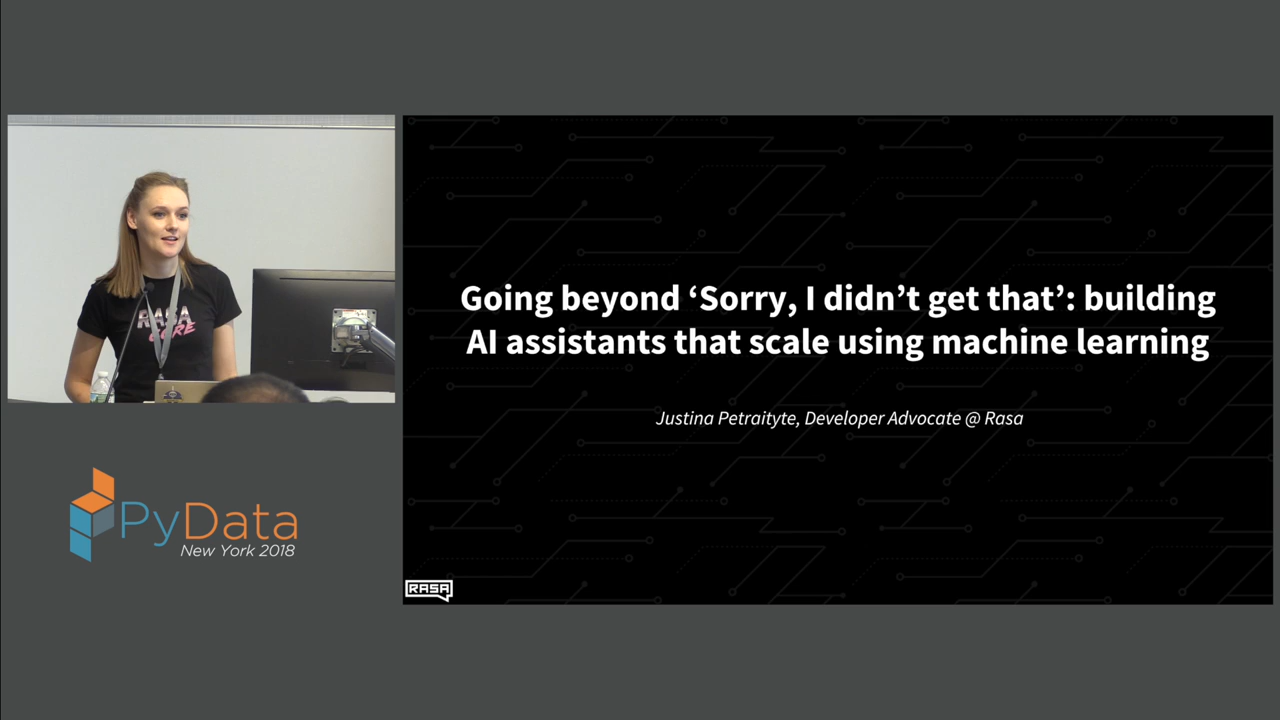 RASA
CORE
Going beyond ‘Sorry, I didn’t get that’: building
AI assistants that scale using machine learning
Justina Petraityte, Developer Advocate @ Rasa
PyData
New York 2018
RASA